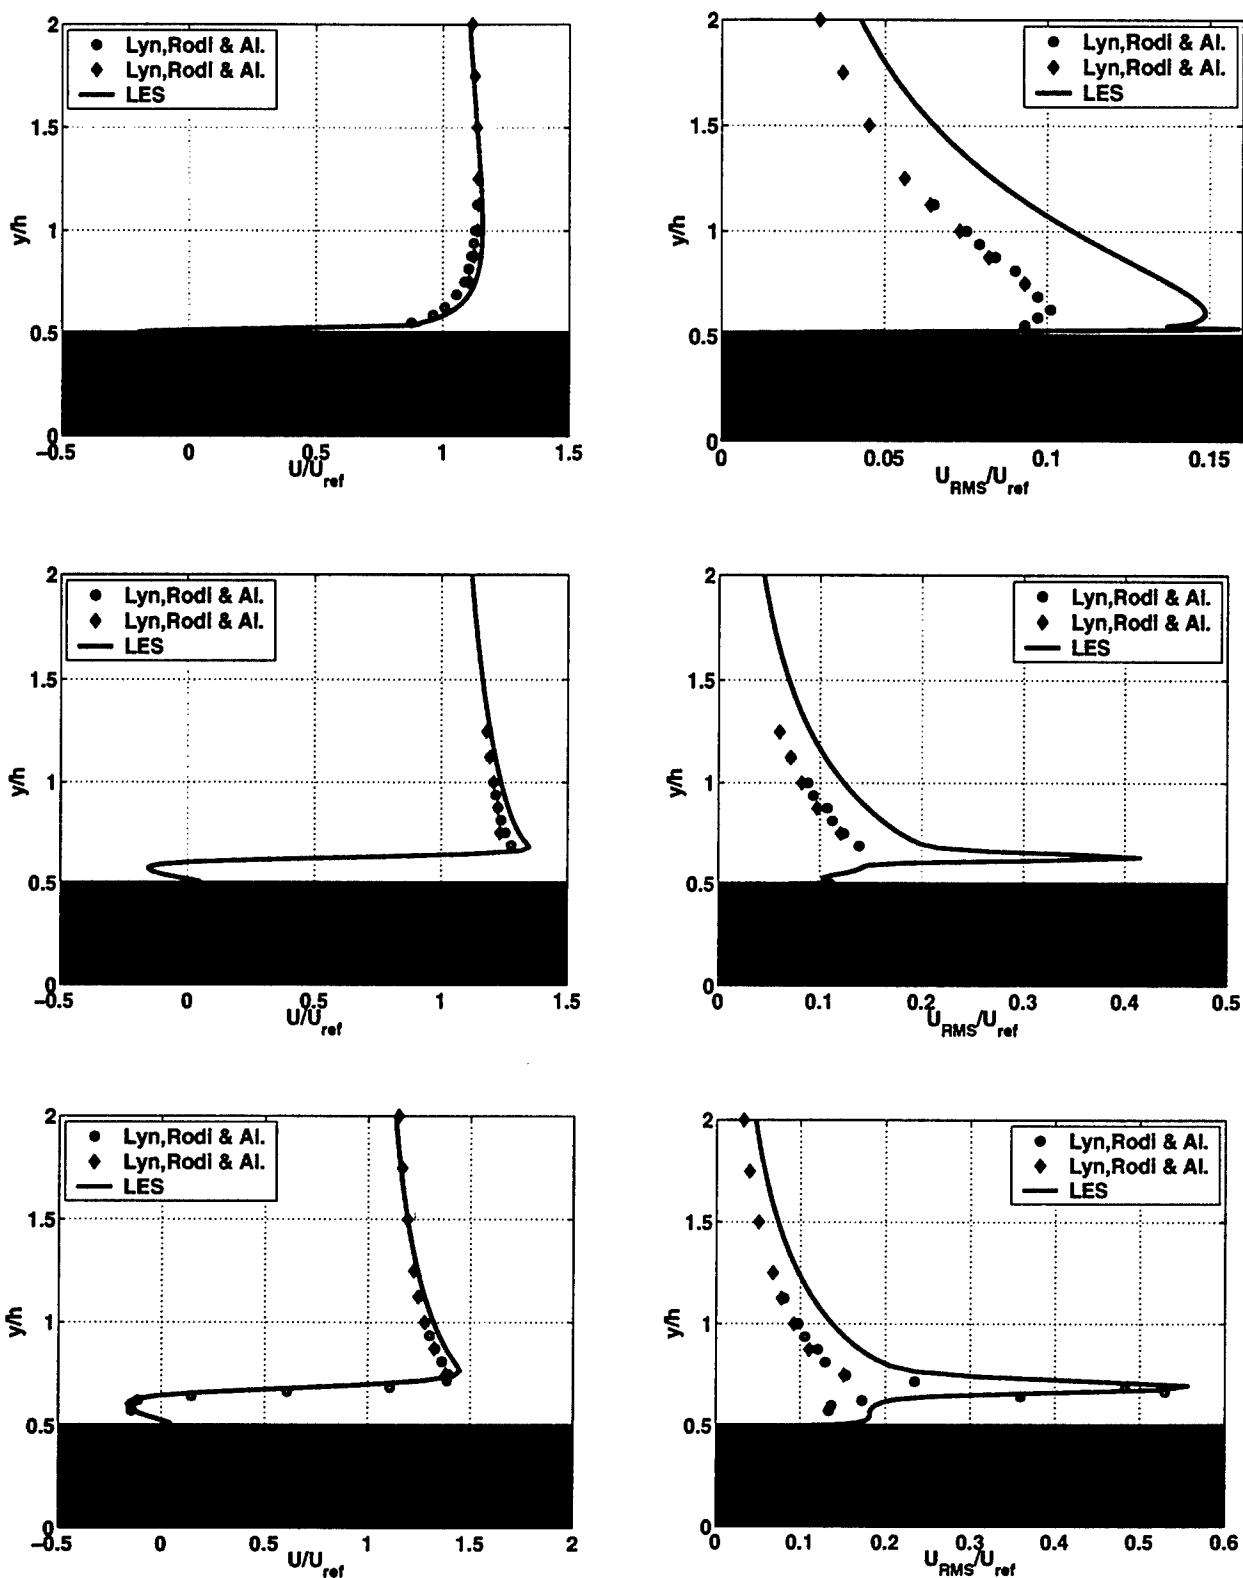 2
Lyn,Rodi & Al.
Lyn,Rodi & Al.
LES
1.5
y/h
1
0.5
0
−0.5
0
0.5
1
1.5
U/U_ref
2
Lyn,Rodi & Al.
Lyn,Rodi & Al.
LES
1.5
y/h
1
0.5
0
0
0.05
0.1
0.15
U_RMS/U_ref
2
Lyn,Rodi & Al.
Lyn,Rodi & Al.
LES
1.5
y/h
1
0.5
0
−0.5
0
0.5
1
1.5
U/U_ref
2
Lyn,Rodi & Al.
Lyn,Rodi & Al.
LES
1.5
y/h
1
0.5
0
0
0.1
0.2
0.3
0.4
0.5
U_RMS/U_ref
2
Lyn,Rodi & Al.
Lyn,Rodi & Al.
LES
1.5
y/h
1
0.5
0
−0.5
0
0.5
1
1.5
2
U/U_ref
2
Lyn,Rodi & Al.
Lyn,Rodi & Al.
LES
1.5
y/h
1
0.5
0
0
0.1
0.2
0.3
0.4
0.5
0.6
U_RMS/U_ref